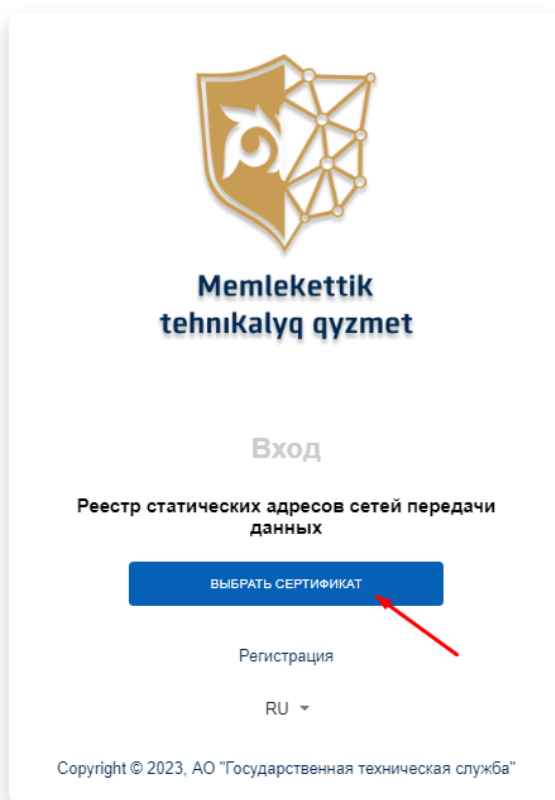 Memlekettik
tehnıkalyq qyzmet
Вход
Реестр статических адресов сетей передачи
данных
ВЫБРАТЬ СЕРТИФИКАТ
Регистрация
RU
Copyright © 2023, АО "Государственная техническая служба"